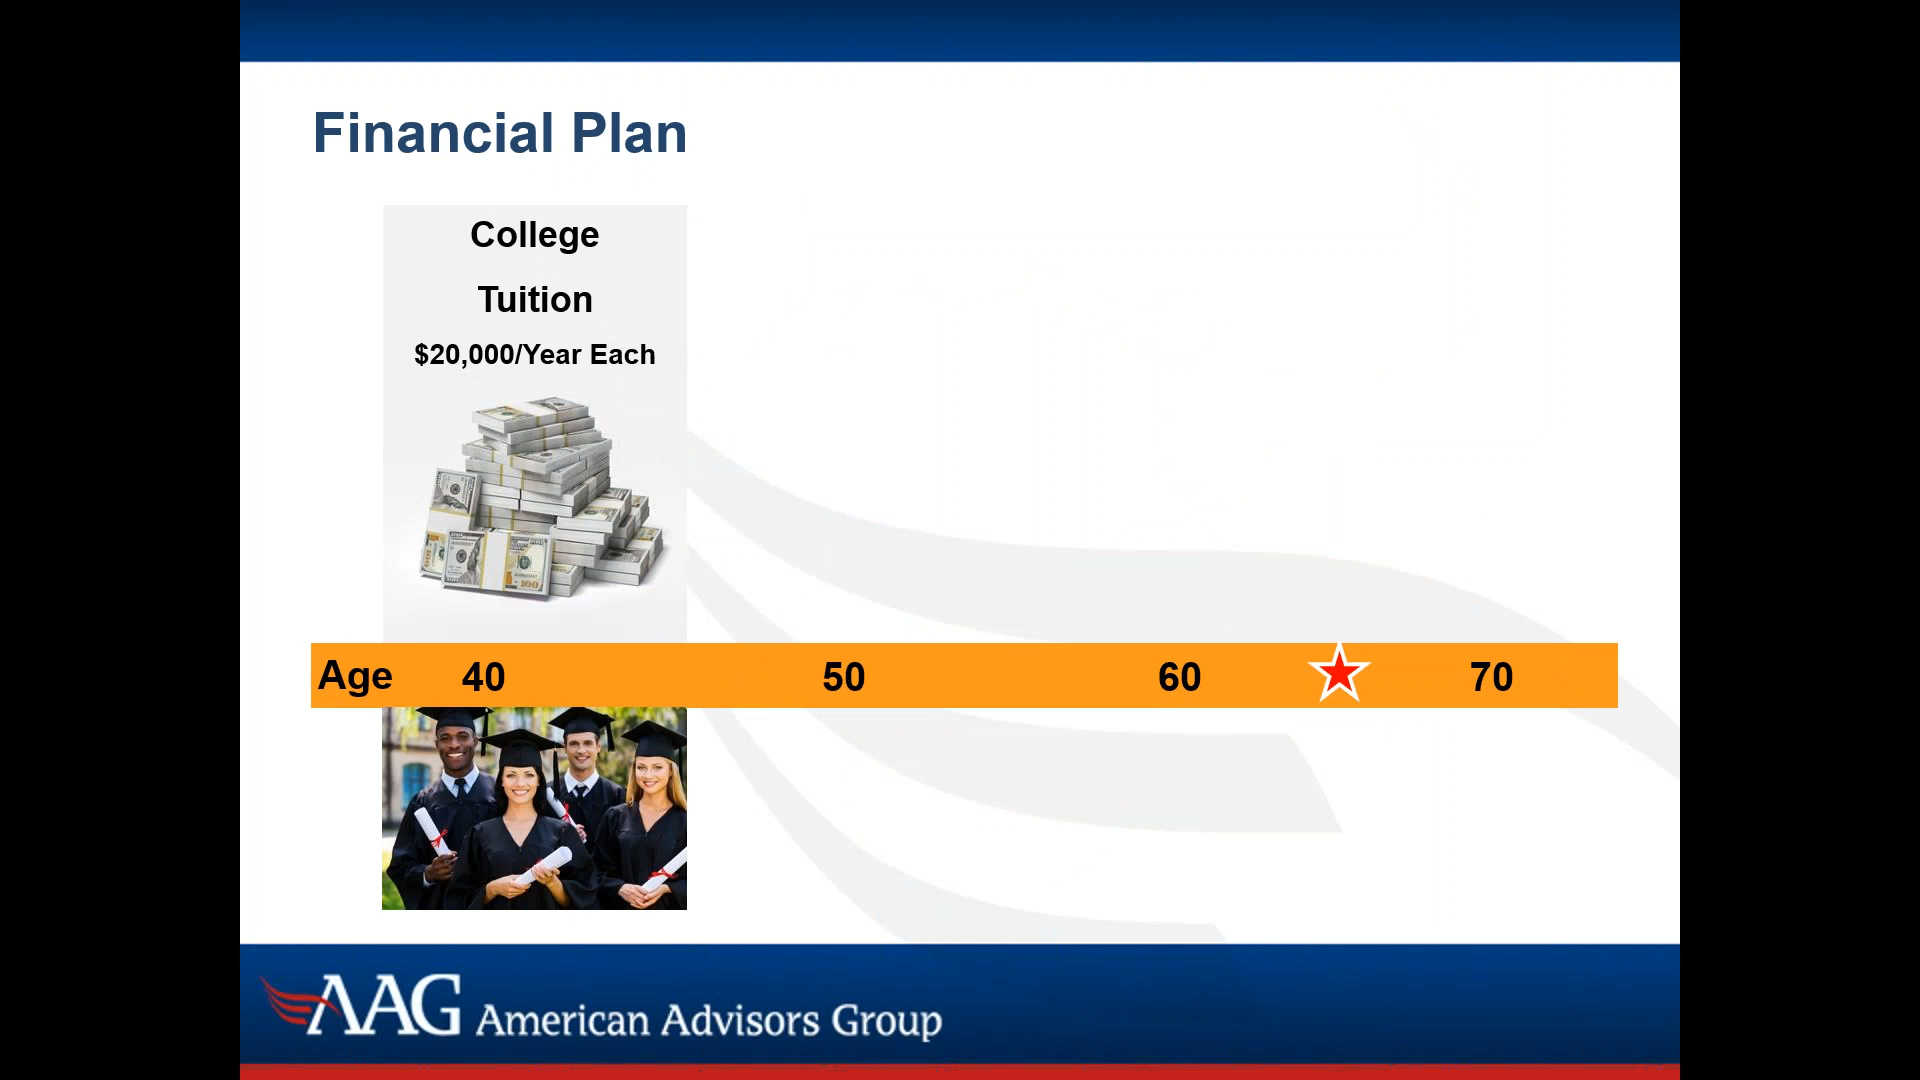 Financial Plan
College
Tuition
$20,000/Year Each
Age 40 50 60 70
AAG American Advisors Group